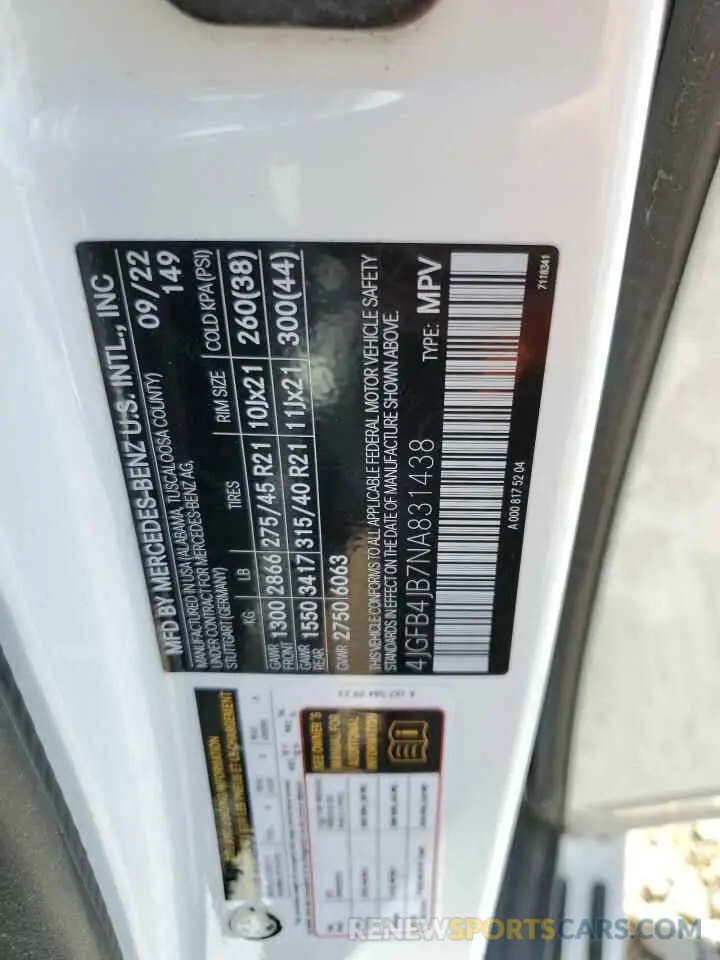 MFD BY MERCEDES-BENZ U.S. INTL., INC
MANUFACTURED IN USA (ALABAMA, TUSCALOOSA COUNTY) 09/22
UNDER CONTRACT FOR MERCEDES-BENZ AG, 149
STUTTGART (GERMANY)
KG LB TIRES RIM SIZE COLD KPA(PSI)
GAWR FRONT 1300 2866 275/45 R21 10Jx21 260(38)
GAWR REAR 1550 3417 315/40 R21 11Jx21 300(44)
GWR 2750 6063
THIS VEHICLE CONFORMS TO ALL APPLICABLE FEDERAL MOTOR VEHICLE SAFETY
STANDARDS IN EFFECT ON THE DATE OF MANUFACTURE SHOWN ABOVE.
4JGFB4JB7NA831438 TYPE: MPV
A 000 817 52 04 7118341
SEE OWNER'S
MANUAL FOR
ADDITIONAL
INFORMATION
RENEWSPORTSCARS.COM